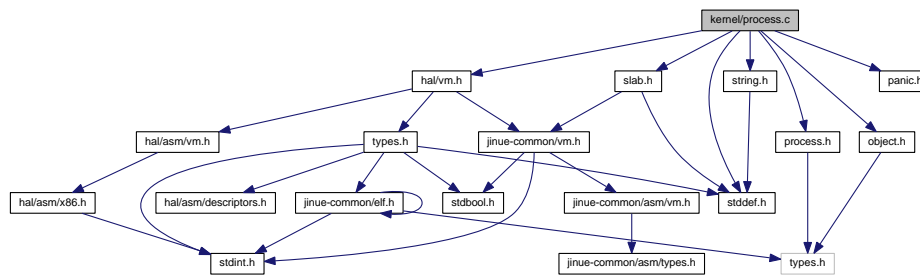 kernel/process.c
hal/vm.h
slab.h
string.h
panic.h
hal/asm/vm.h
types.h
jinue-common/vm.h
process.h
object.h
hal/asm/x86.h
hal/asm/descriptors.h
jinue-common/elf.h
stdbool.h
jinue-common/asm/vm.h
stddef.h
stdint.h
jinue-common/asm/types.h
types.h